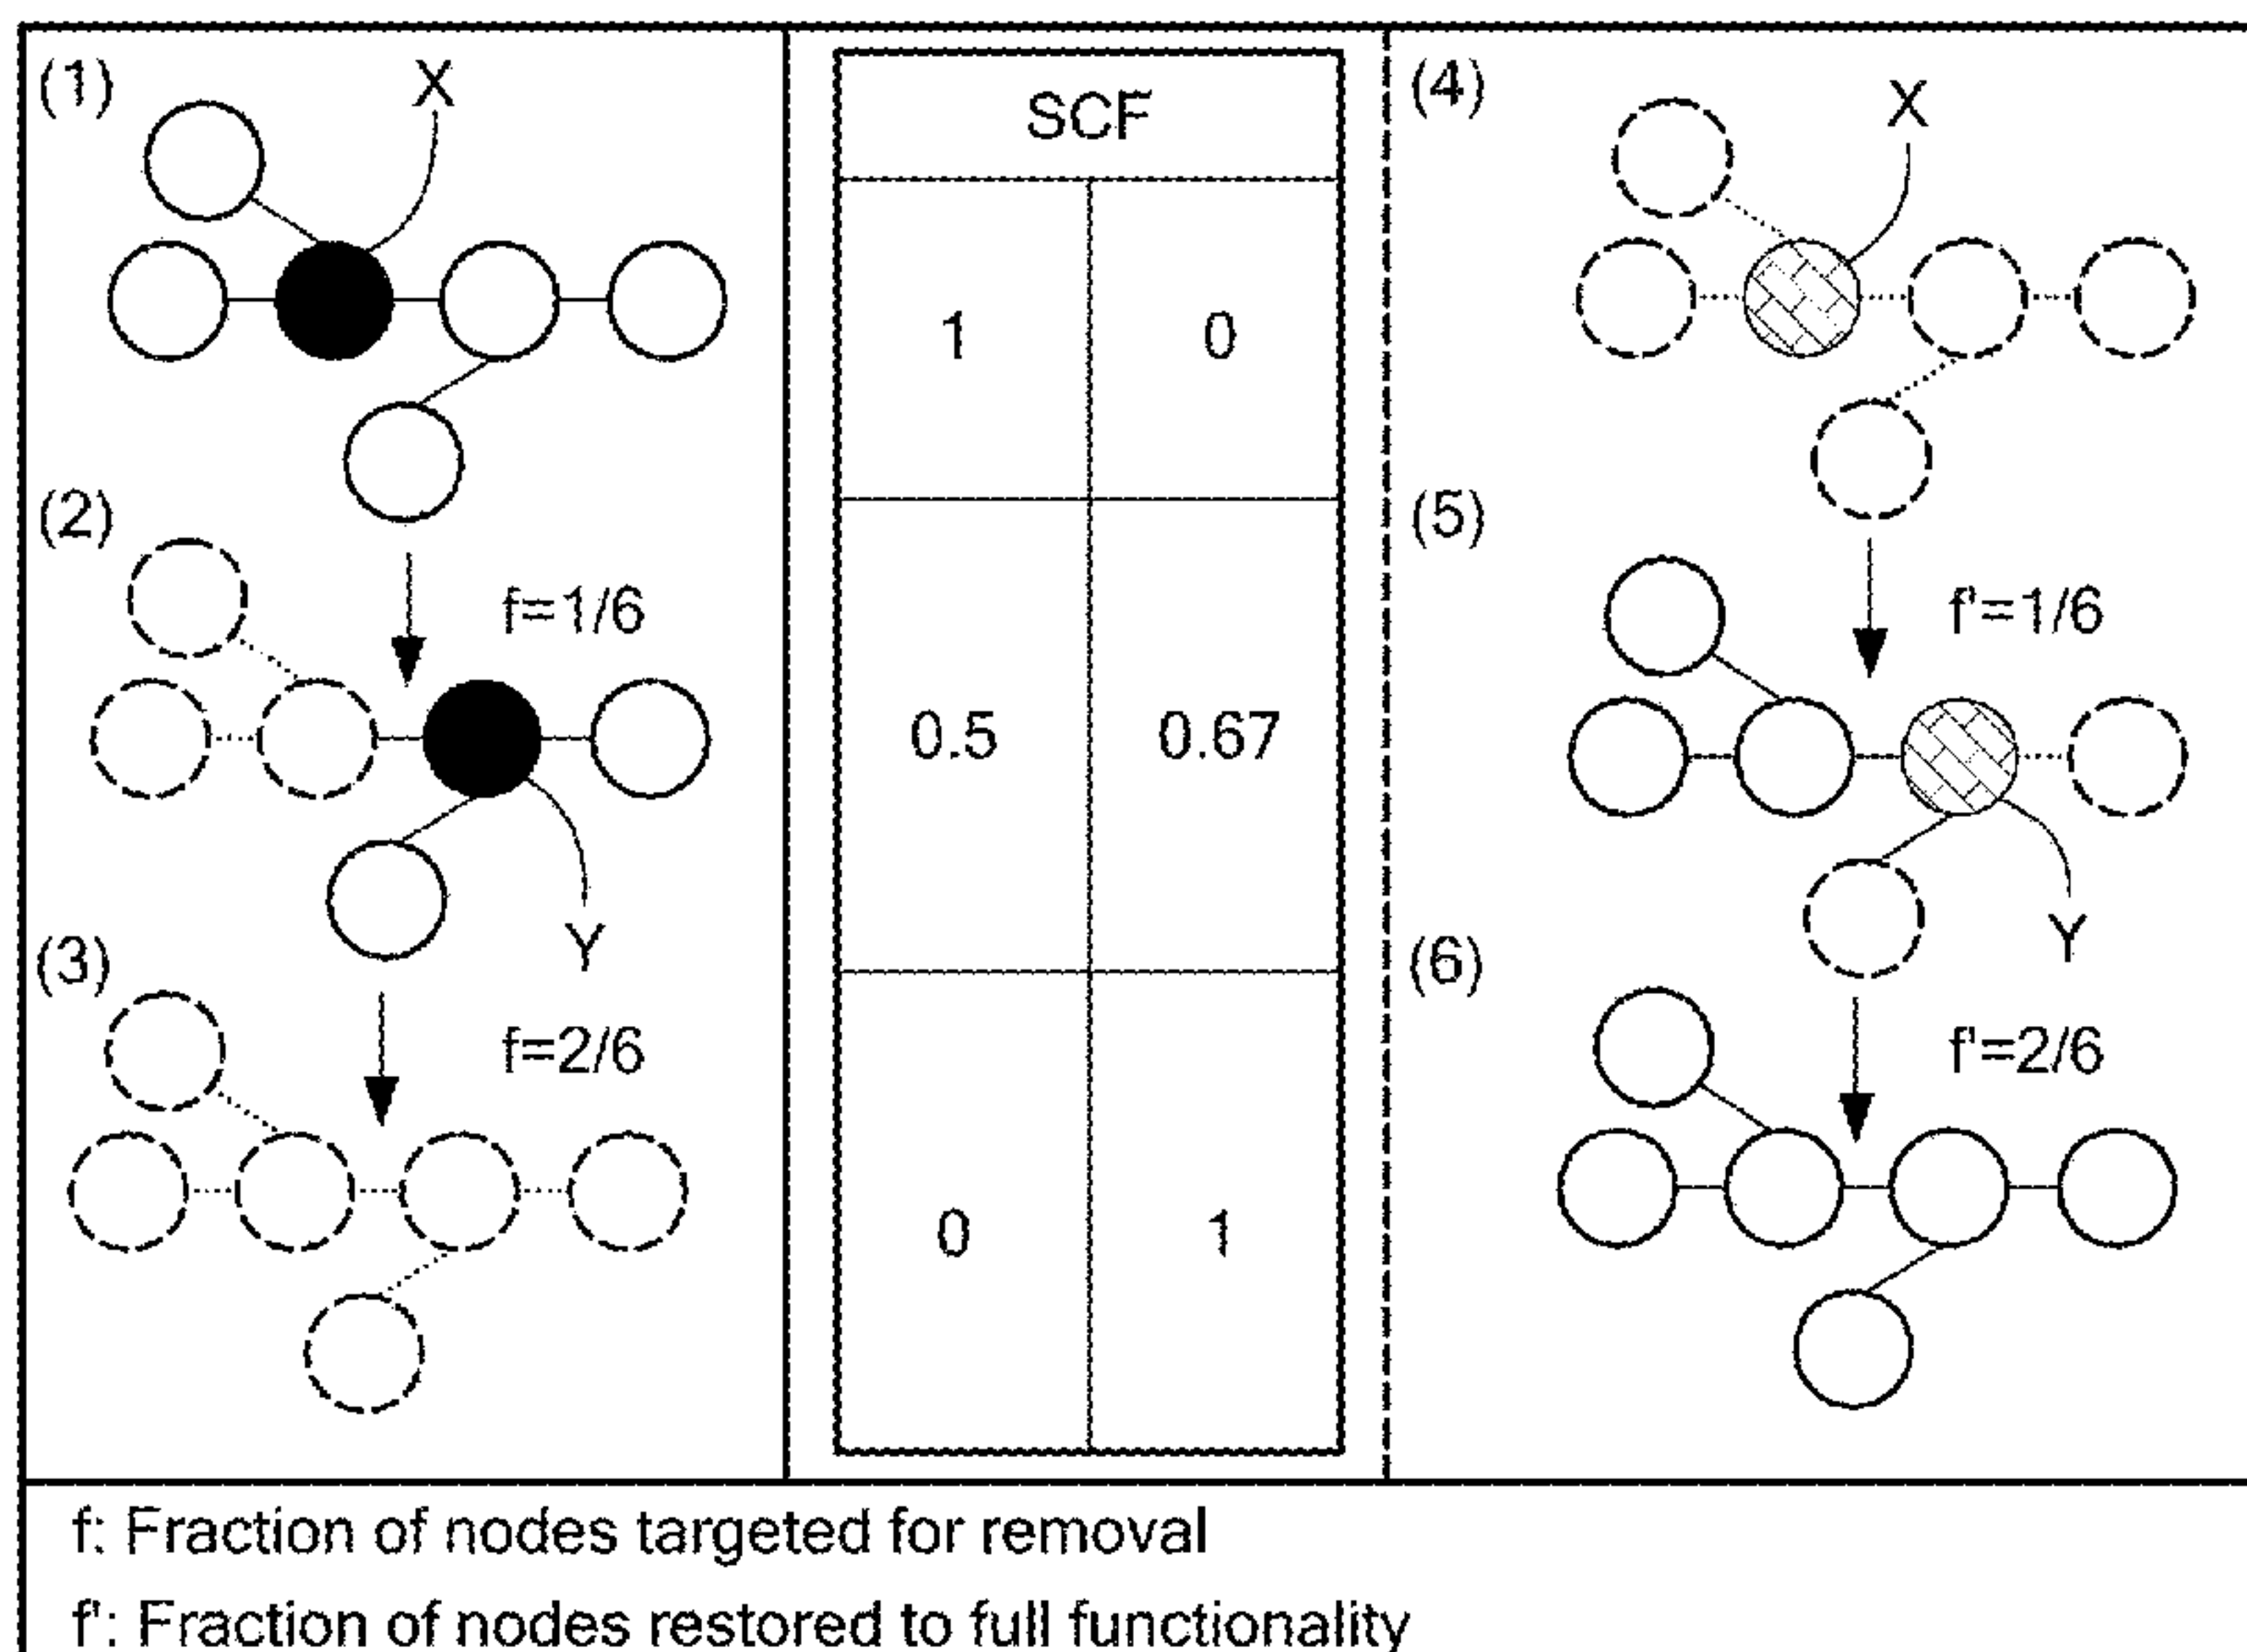 (1)
X
(2)
f=1/6
Y
(3)
f=2/6
SCF
1 0
0.5 0.67
0 1
(4)
X
(5)
f'=1/6
Y
(6)
f'=2/6
f: Fraction of nodes targeted for removal
f': Fraction of nodes restored to full functionality